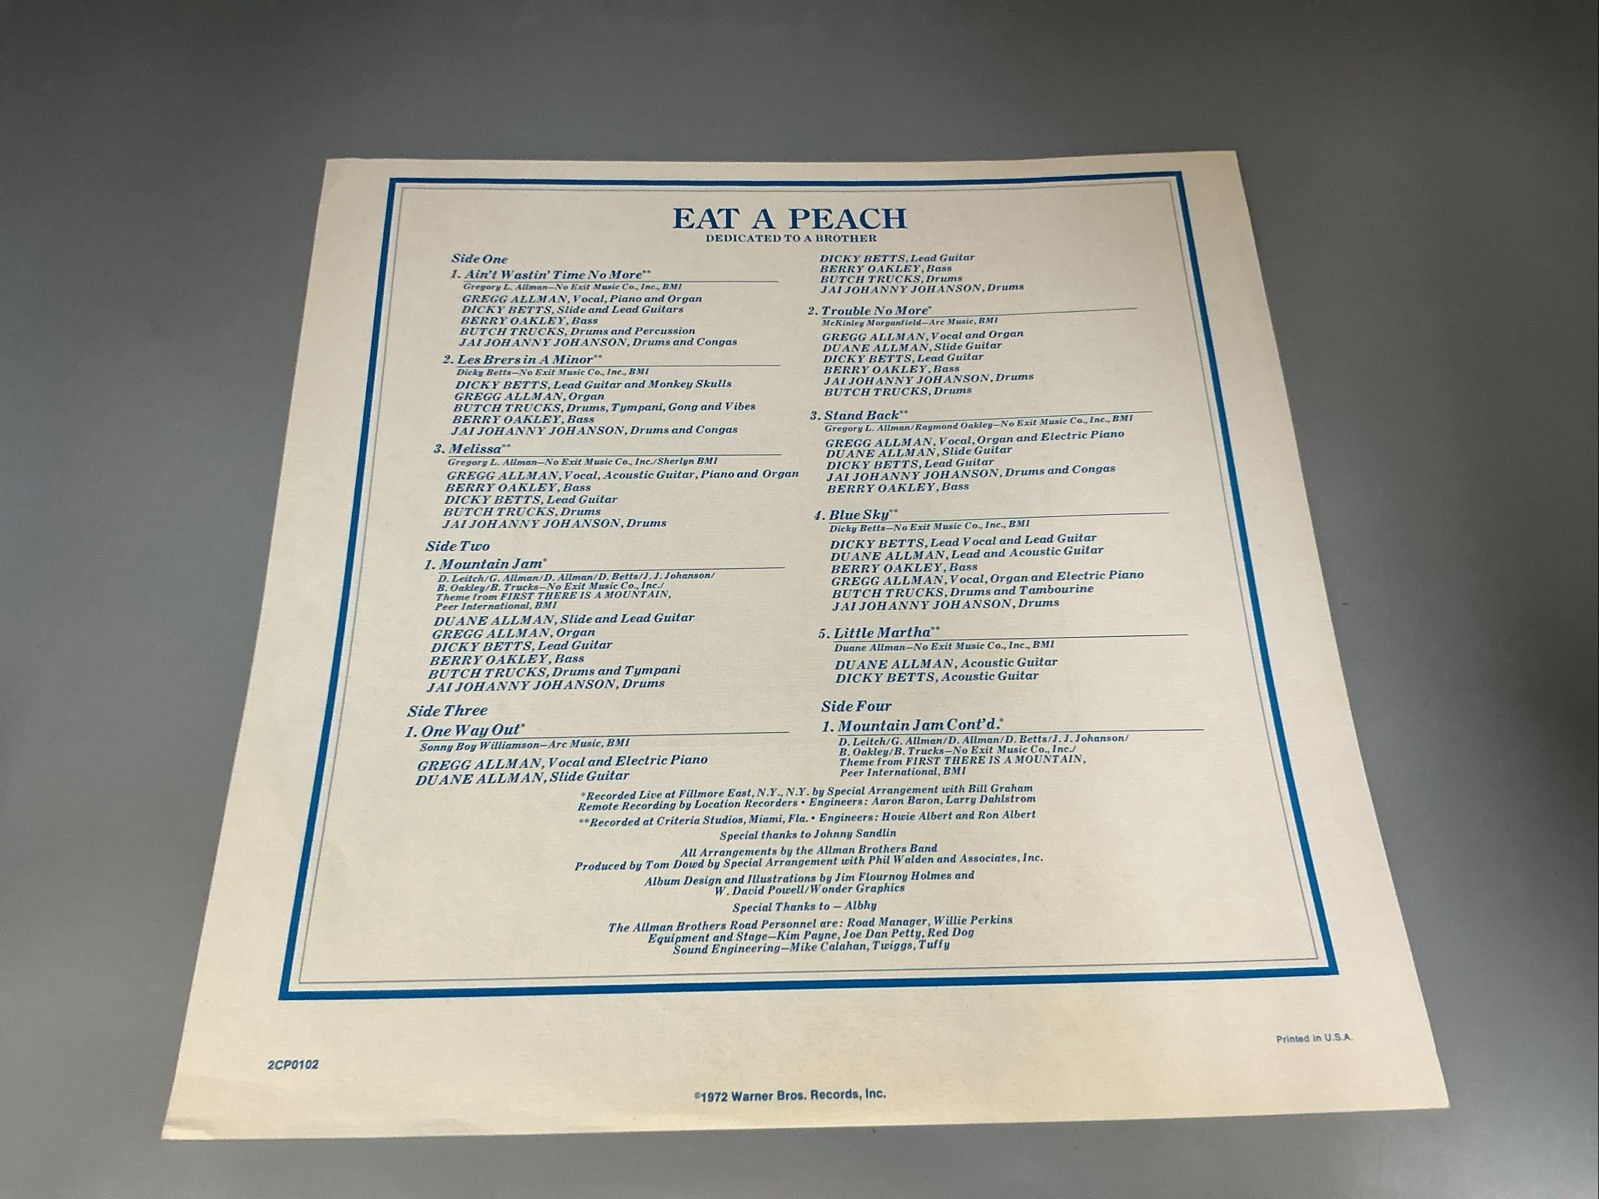 EAT A PEACH
DEDICATED TO A BROTHER
Side One
1. Ain't Wastin' Time No More**
Gregory L. Allman—No Exit Music Co., Inc., BMI
GREGG ALLMAN, Vocal, Piano and Organ
DICKY BETTS, Slide and Lead Guitars
BERRY OAKLEY, Bass
BUTCH TRUCKS, Drums and Percussion
JAI JOHANNY JOHANSON, Drums and Congas
2. Les Brers in A Minor**
Dicky Betts—No Exit Music Co., Inc., BMI
DICKY BETTS, Lead Guitar and Monkey Skulls
GREGG ALLMAN, Organ
BUTCH TRUCKS, Drums, Tympani, Gong and Vibes
BERRY OAKLEY, Bass
JAI JOHANNY JOHANSON, Drums and Congas
3. Melissa**
Gregory L. Allman—No Exit Music Co., Inc./Sherlyn BMI
GREGG ALLMAN, Vocal, Acoustic Guitar, Piano and Organ
BERRY OAKLEY, Bass
DICKY BETTS, Lead Guitar
BUTCH TRUCKS, Drums
JAI JOHANNY JOHANSON, Drums
Side Two
1. Mountain Jam*
D. Leitch/G. Allman/D. Allman/D. Betts/J. J. Johanson/
B. Oakley/B. Trucks—No Exit Music Co., Inc./
Theme from FIRST THERE IS A MOUNTAIN,
Peer International, BMI
DUANE ALLMAN, Slide and Lead Guitar
GREGG ALLMAN, Organ
DICKY BETTS, Lead Guitar
BERRY OAKLEY, Bass
BUTCH TRUCKS, Drums and Tympani
JAI JOHANNY JOHANSON, Drums
Side Three
1. One Way Out*
Sonny Boy Williamson—Arc Music, BMI
GREGG ALLMAN, Vocal and Electric Piano
DUANE ALLMAN, Slide Guitar
DICKY BETTS, Lead Guitar
BERRY OAKLEY, Bass
BUTCH TRUCKS, Drums
JAI JOHANNY JOHANSON, Drums
2. Trouble No More*
McKinley Morganfield—Arc Music, BMI
GREGG ALLMAN, Vocal and Organ
DUANE ALLMAN, Slide Guitar
DICKY BETTS, Lead Guitar
BERRY OAKLEY, Bass
JAI JOHANNY JOHANSON, Drums
BUTCH TRUCKS, Drums
3. Stand Back**
Gregory L. Allman/Raymond Oakley—No Exit Music Co., Inc., BMI
GREGG ALLMAN, Vocal, Organ and Electric Piano
DUANE ALLMAN, Slide Guitar
DICKY BETTS, Lead Guitar
JAI JOHANNY JOHANSON, Drums and Congas
BERRY OAKLEY, Bass
4. Blue Sky**
Dicky Betts—No Exit Music Co., Inc., BMI
DICKY BETTS, Lead Vocal and Lead Guitar
DUANE ALLMAN, Lead and Acoustic Guitar
BERRY OAKLEY, Bass
GREGG ALLMAN, Vocal, Organ and Electric Piano
BUTCH TRUCKS, Drums and Tambourine
JAI JOHANNY JOHANSON, Drums
5. Little Martha**
Duane Allman—No Exit Music Co., Inc., BMI
DUANE ALLMAN, Acoustic Guitar
DICKY BETTS, Acoustic Guitar
Side Four
1. Mountain Jam Cont'd.*
D. Leitch/G. Allman/D. Allman/D. Betts/J. J. Johanson/
B. Oakley/B. Trucks—No Exit Music Co., Inc./
Theme from FIRST THERE IS A MOUNTAIN,
Peer International, BMI
*Recorded Live at Fillmore East, N.Y., N.Y. by Special Arrangement with Bill Graham
Remote Recording by Location Recorders • Engineers: Aaron Baron, Larry Dahlstrom
**Recorded at Criteria Studios, Miami, Fla. • Engineers: Howie Albert and Ron Albert
Special thanks to Johnny Sandlin
All Arrangements by the Allman Brothers Band
Produced by Tom Dowd by Special Arrangement with Phil Walden and Associates, Inc.
Album Design and Illustrations by Jim Flournoy Holmes and
W. David Powell/Wonder Graphics
Special Thanks to — Albhy
The Allman Brothers Road Personnel are: Road Manager, Willie Perkins
Equipment and Stage—Kim Payne, Joe Dan Petty, Red Dog
Sound Engineering—Mike Calahan, Twiggs, Tuffy
Printed in U.S.A.
2CP0102
©1972 Warner Bros. Records, Inc.